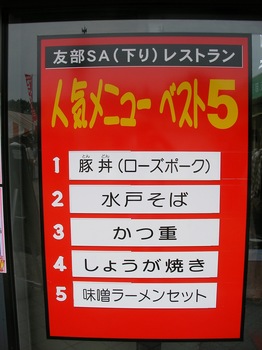 友部SA(下り)レストラン
人気メニュー ベスト5
1 豚丼(ローズポーク)
2 水戸そば
3 かつ重
4 しょうが焼き
5 味噌ラーメンセット